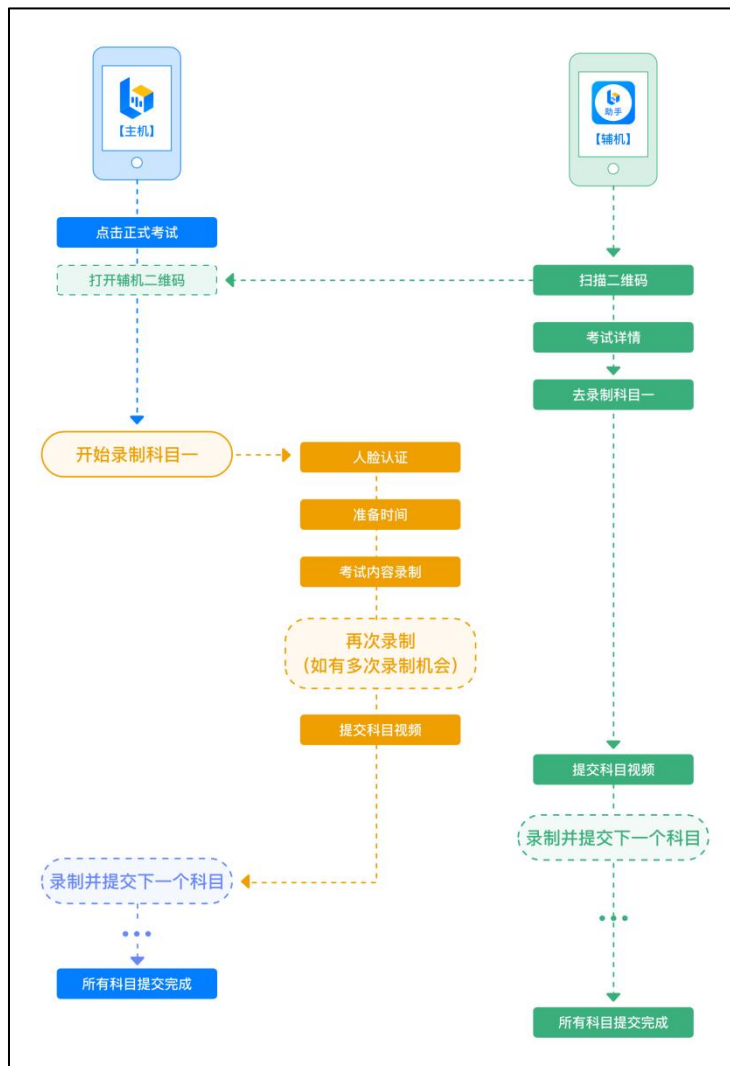 【主机】
助手
【辅机】
点击正式考试
打开辅机二维码
扫描二维码
考试详情
去录制科目一
开始录制科目一
人脸认证
准备时间
考试内容录制
再次录制
（如有多次录制机会）
提交科目视频
提交科目视频
录制并提交下一个科目
录制并提交下一个科目
所有科目提交完成
所有科目提交完成